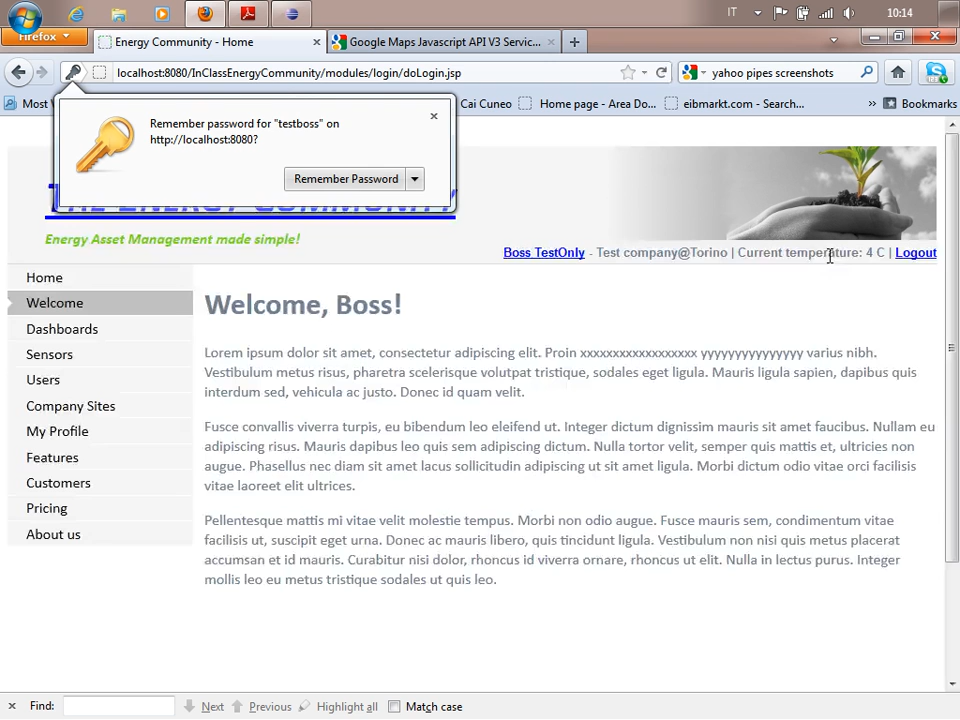 IT
10:14
Firefox
Energy Community - Home
Google Maps Javascript API V3 Servic...
localhost:8080/InClassEnergyCommunity/modules/login/doLogin.jsp
yahoo pipes screenshots
Most V
Cai Cuneo
Home page - Area Do...
eibmarkt.com - Search...
Bookmarks
Remember password for "testboss" on
http://localhost:8080?
Remember Password
THE ENERGY COMMUNITY
Energy Asset Management made simple!
Boss TestOnly - Test company@Torino | Current temperature: 4 C | Logout
Home
Welcome
Dashboards
Sensors
Users
Company Sites
My Profile
Features
Customers
Pricing
About us
Welcome, Boss!
Lorem ipsum dolor sit amet, consectetur adipiscing elit. Proin xxxxxxxxxxxxxxxxxx yyyyyyyyyyyyyyy varius nibh.
Vestibulum metus risus, pharetra scelerisque volutpat tristique, sodales eget ligula. Mauris ligula sapien, dapibus quis
interdum sed, vehicula ac justo. Donec id quam velit.
Fusce convallis viverra turpis, eu bibendum leo eleifend ut. Integer dictum dignissim mauris sit amet faucibus. Nullam eu
adipiscing risus. Mauris dapibus leo quis sem adipiscing dictum. Nulla tortor velit, semper quis mattis et, ultricies non
augue. Phasellus nec diam sit amet lacus sollicitudin adipiscing ut sit amet ligula. Morbi dictum odio vitae orci facilisis
vitae laoreet elit ultrices.
Pellentesque mattis mi vitae velit molestie tempus. Morbi non odio augue. Fusce mauris sem, condimentum vitae
facilisis ut, suscipit eget urna. Donec ac mauris libero, quis tincidunt ligula. Vestibulum non nisi quis metus placerat
accumsan et id mauris. Curabitur nisi dolor, rhoncus id viverra ornare, rhoncus ut elit. Nulla in lectus purus. Integer
mollis leo eu metus tristique sodales ut quis leo.
Find:
Next
Previous
Highlight all
Match case